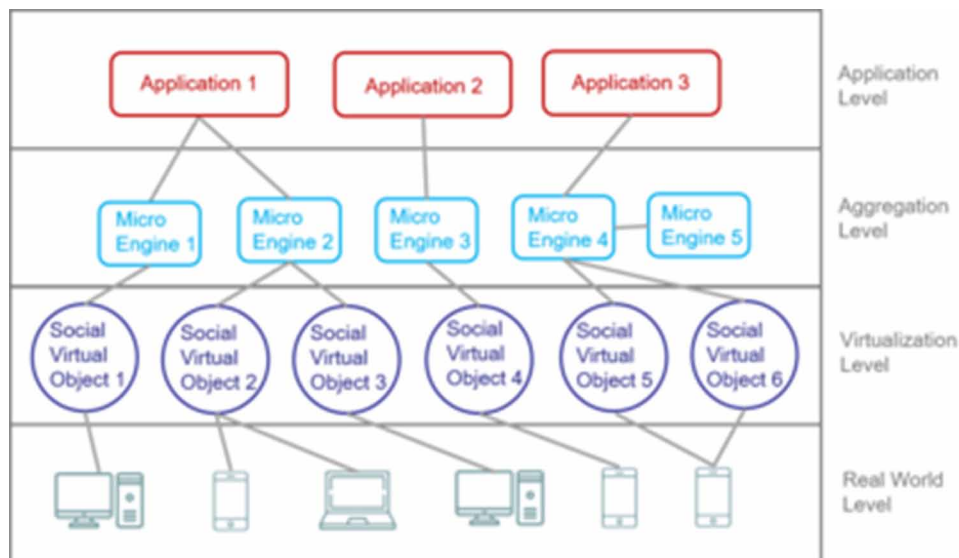 Application 1
Application 2
Application 3
Application
Level
Micro
Engine 1
Micro
Engine 2
Micro
Engine 3
Micro
Engine 4
Micro
Engine 5
Aggregation
Level
Social
Virtual
Object 1
Social
Virtual
Object 2
Social
Virtual
Object 3
Social
Virtual
Object 4
Social
Virtual
Object 5
Social
Virtual
Object 6
Virtualization
Level
Real World
Level